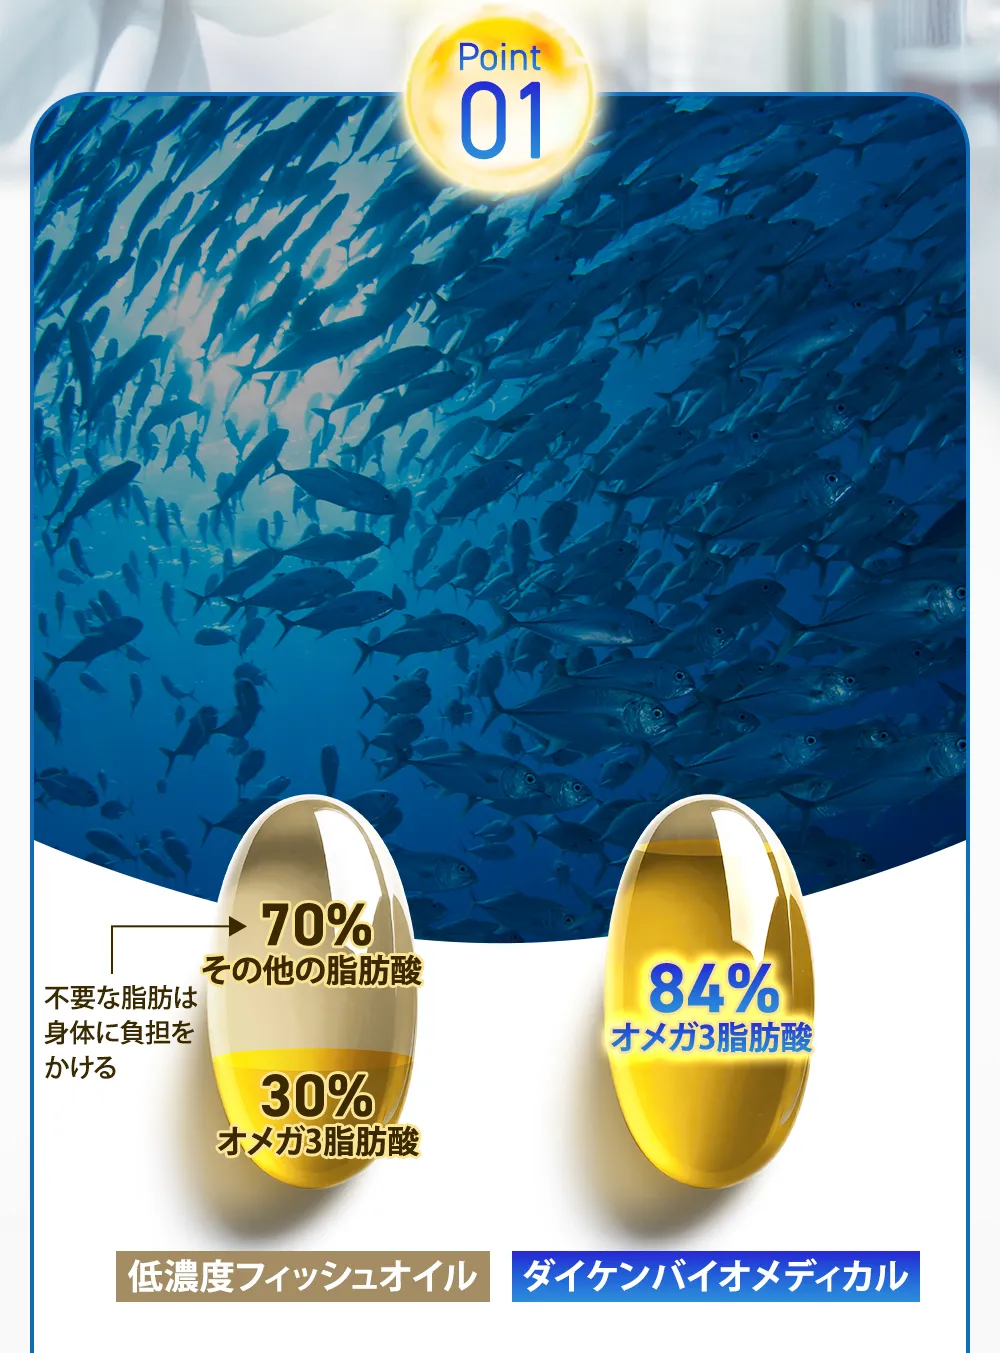 Point
01
70%
その他の脂肪酸
不要な脂肪は
身体に負担を
かける
30%
オメガ3脂肪酸
84%
オメガ3脂肪酸
低濃度フィッシュオイル
ダイケンバイオメディカル